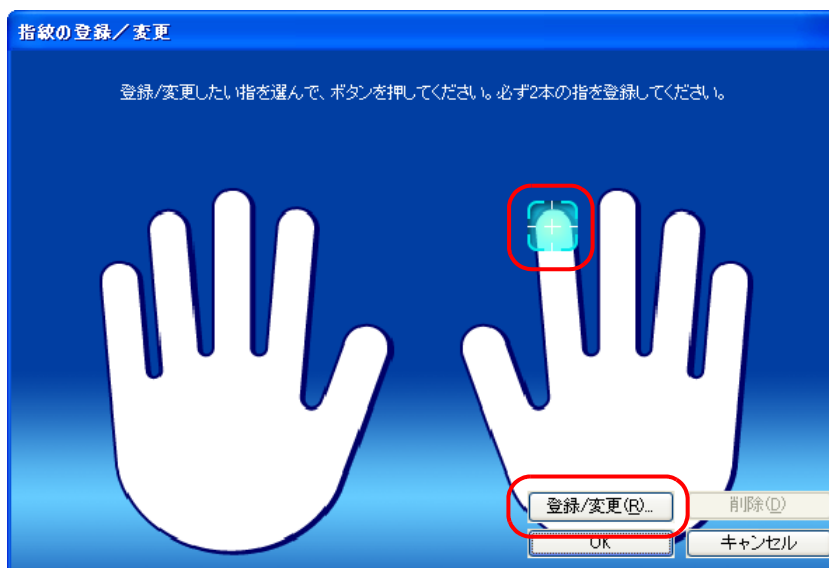 指紋の登録／変更
登録/変更したい指を選んで、ボタンを押してください。必ず2本の指を登録してください。
登録/変更(R)...
削除(D)
OK
キャンセル